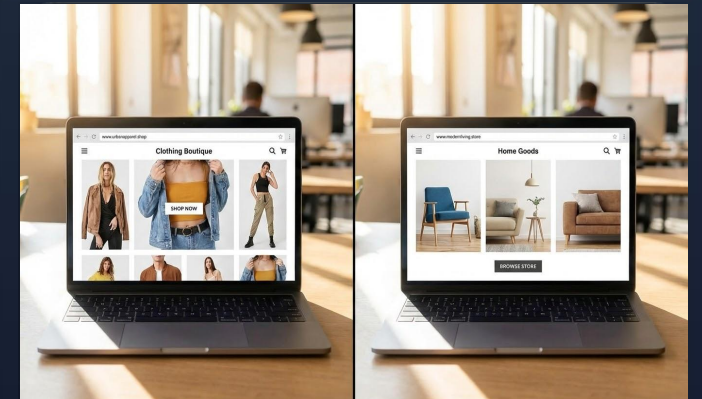 www.urbanapparel.shop
Clothing Boutique
SHOP NOW
www.modernliving.store
Home Goods
BROWSE STORE